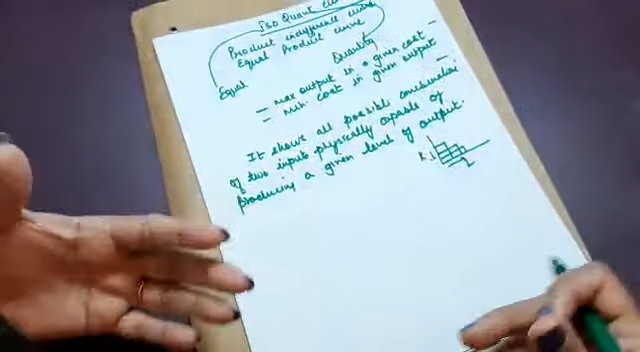 Iso Quant
Product indifference curve
Equal Product curve
Equal Quantity
– max output in a given cost –
– Min. cost in given output –
It shows all possible combination
of two inputs physically capable of
producing a given level of output.
K
L